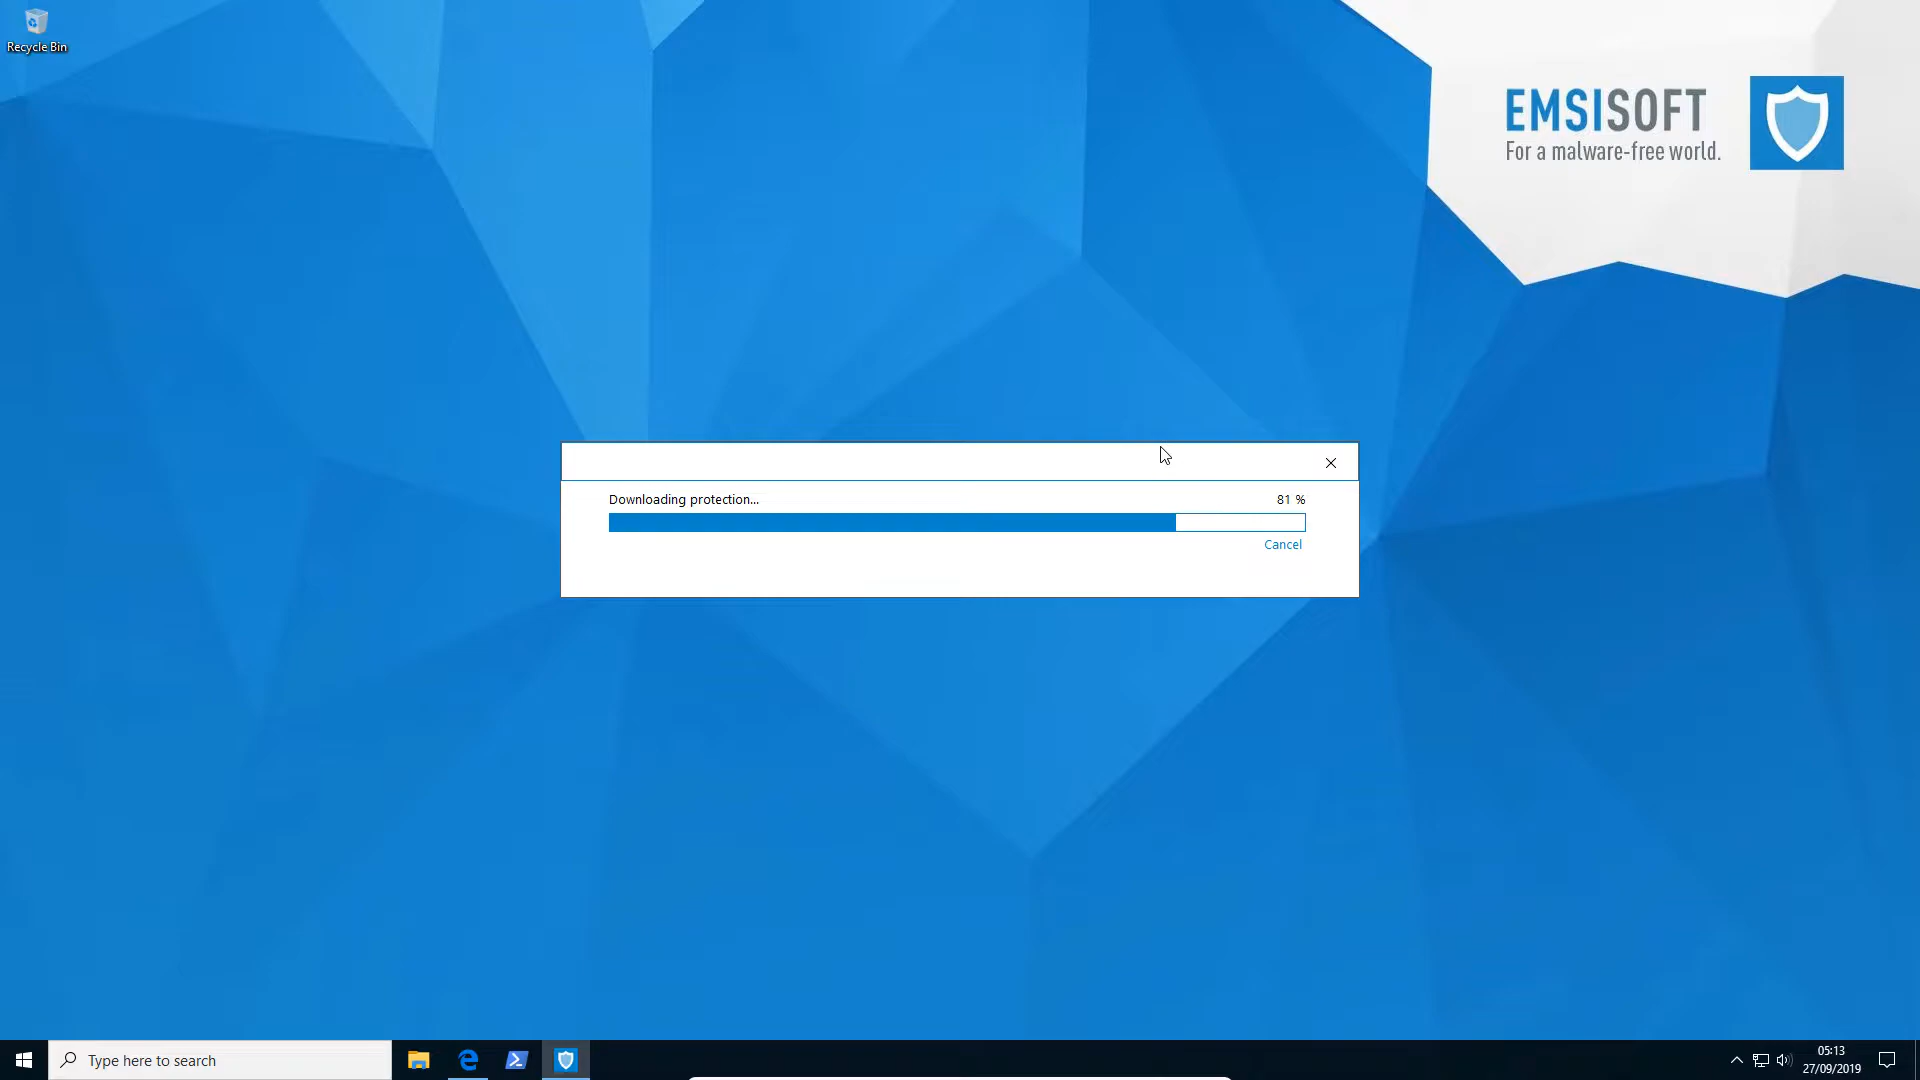 Recycle Bin
EMSISOFT
For a malware-free world.
Downloading protection...
81 %
Cancel
Type here to search
05:13
27/09/2019